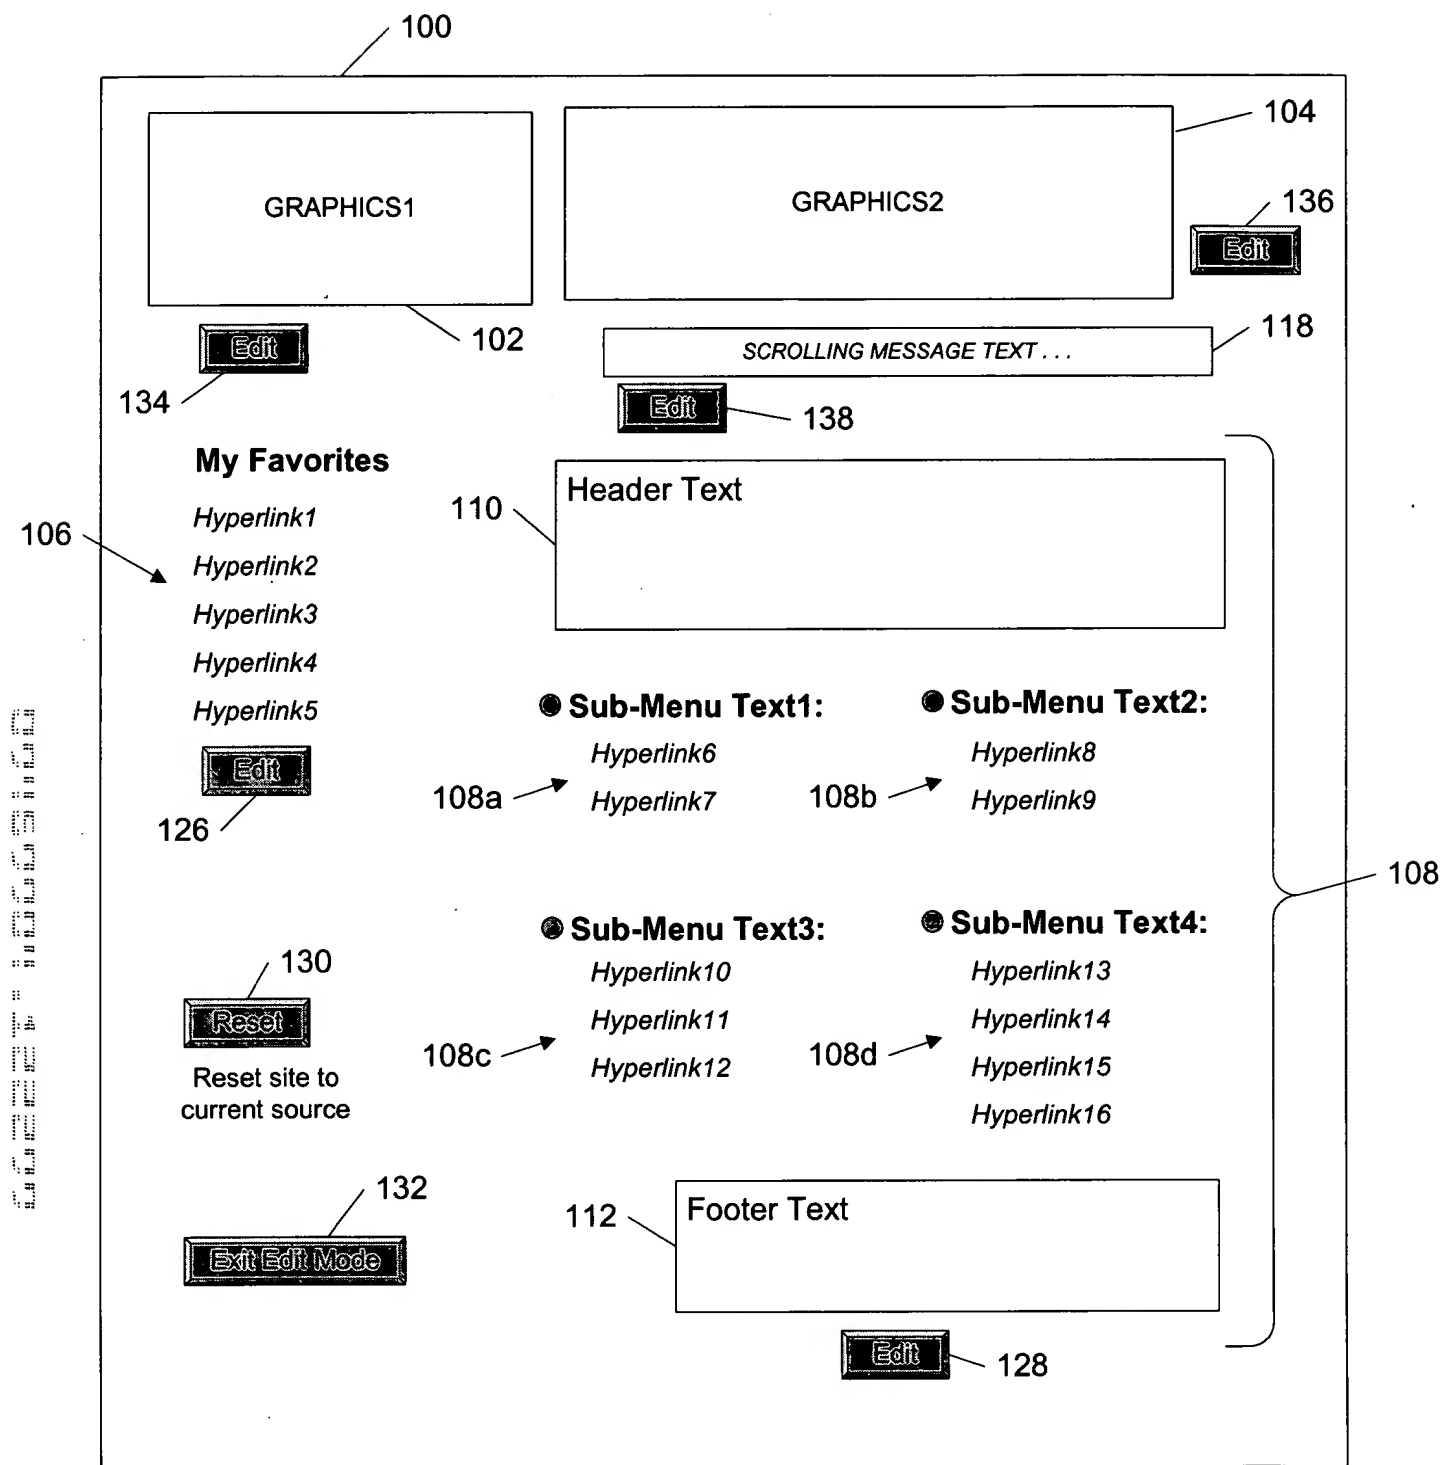 100
104
GRAPHICS1
GRAPHICS2
136
Edit
102
118
Edit
SCROLLING MESSAGE TEXT . . .
134
Edit
138
My Favorites
Header Text
110
Hyperlink1
106
Hyperlink2
Hyperlink3
Hyperlink4
Hyperlink5
Edit
126
Sub-Menu Text1:
Hyperlink6
108a
Hyperlink7
Sub-Menu Text2:
Hyperlink8
108b
Hyperlink9
108
Sub-Menu Text3:
Hyperlink10
Hyperlink11
108c
Hyperlink12
Sub-Menu Text4:
Hyperlink13
Hyperlink14
108d
Hyperlink15
Hyperlink16
130
Reset
Reset site to
current source
132
Exit Edit Mode
112
Footer Text
Edit
128